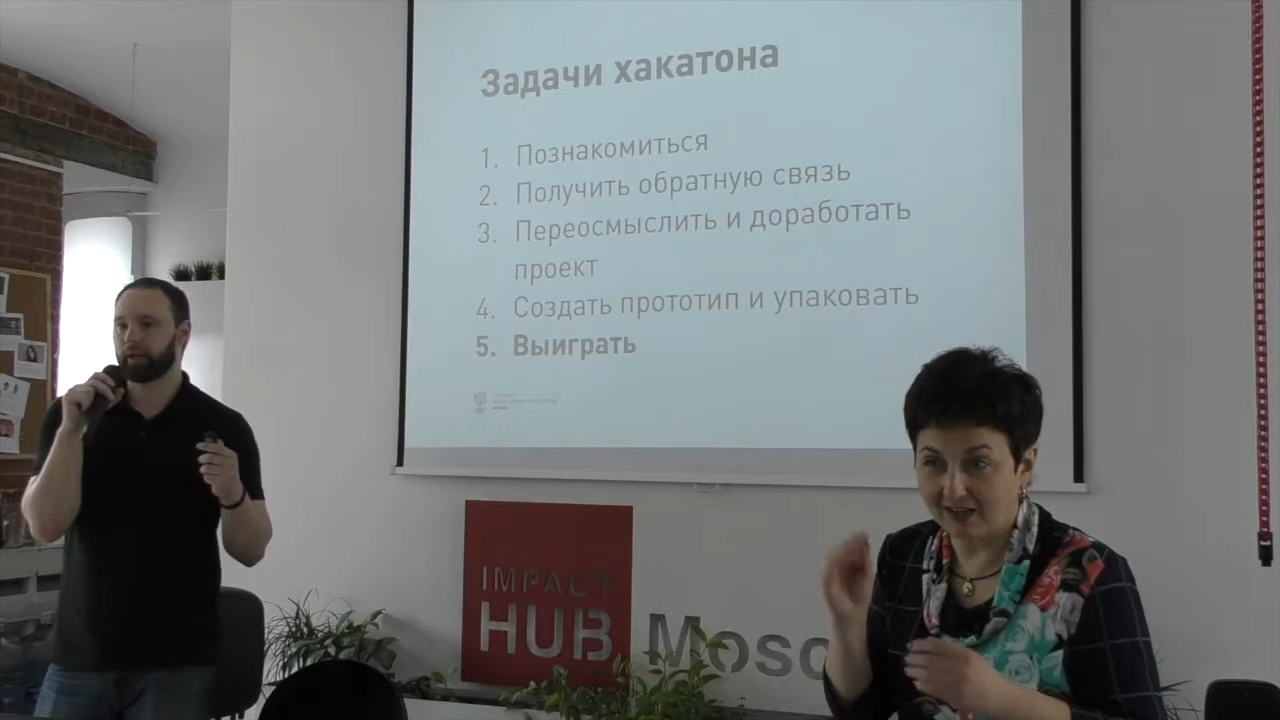 Задачи хакатона
1. Познакомиться
2. Получить обратную связь
3. Переосмыслить и доработать
проект
4. Создать прототип и упаковать
5. Выиграть
IMPACT
HUB
Mosc